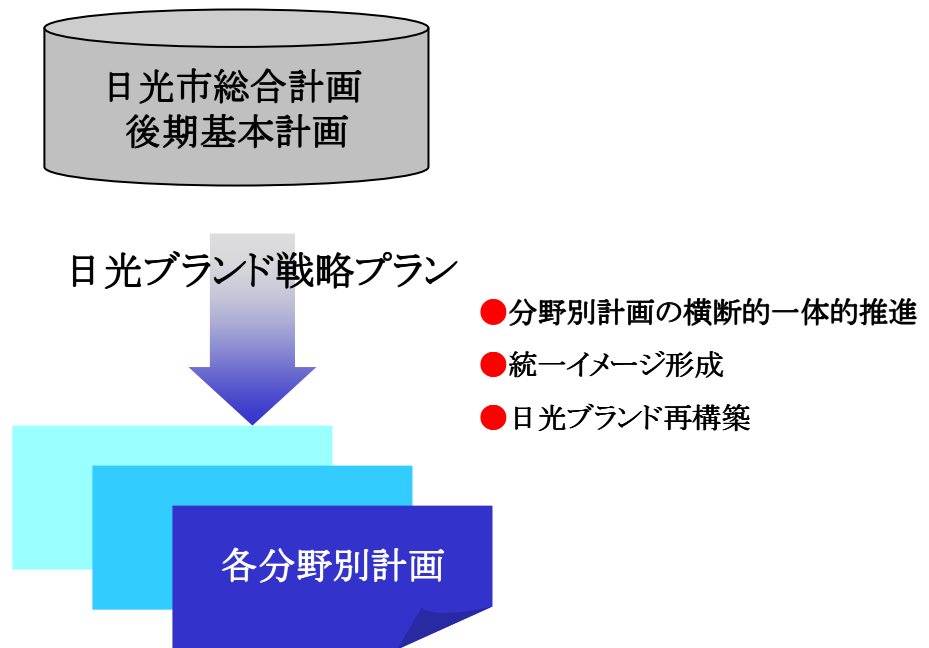 日光市総合計画
後期基本計画
日光ブランド戦略プラン
●分野別計画の横断的一体的推進
●統一イメージ形成
●日光ブランド再構築
各分野別計画